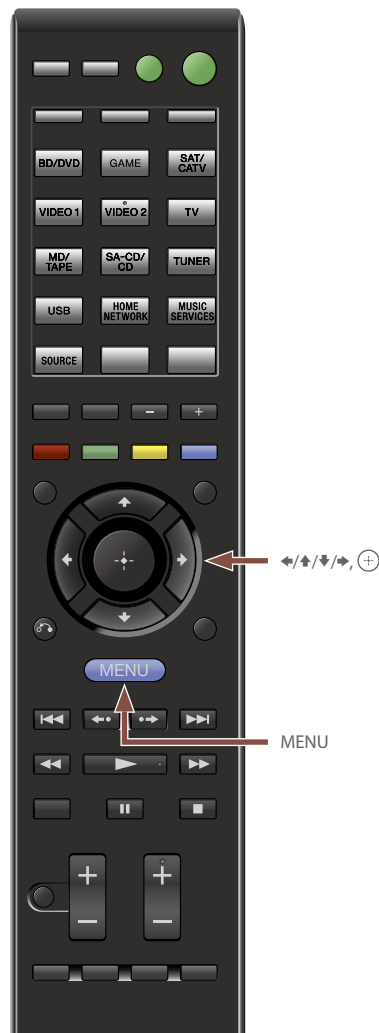 BD/DVD GAME SAT/
CATV
VIDEO 1 VIDEO 2 TV
MD/
TAPE SA-CD/
CD TUNER
USB HOME
NETWORK MUSIC
SERVICES
SOURCE
− +
←/↑/↓/→, ⊕
MENU
MENU
+ +
− −